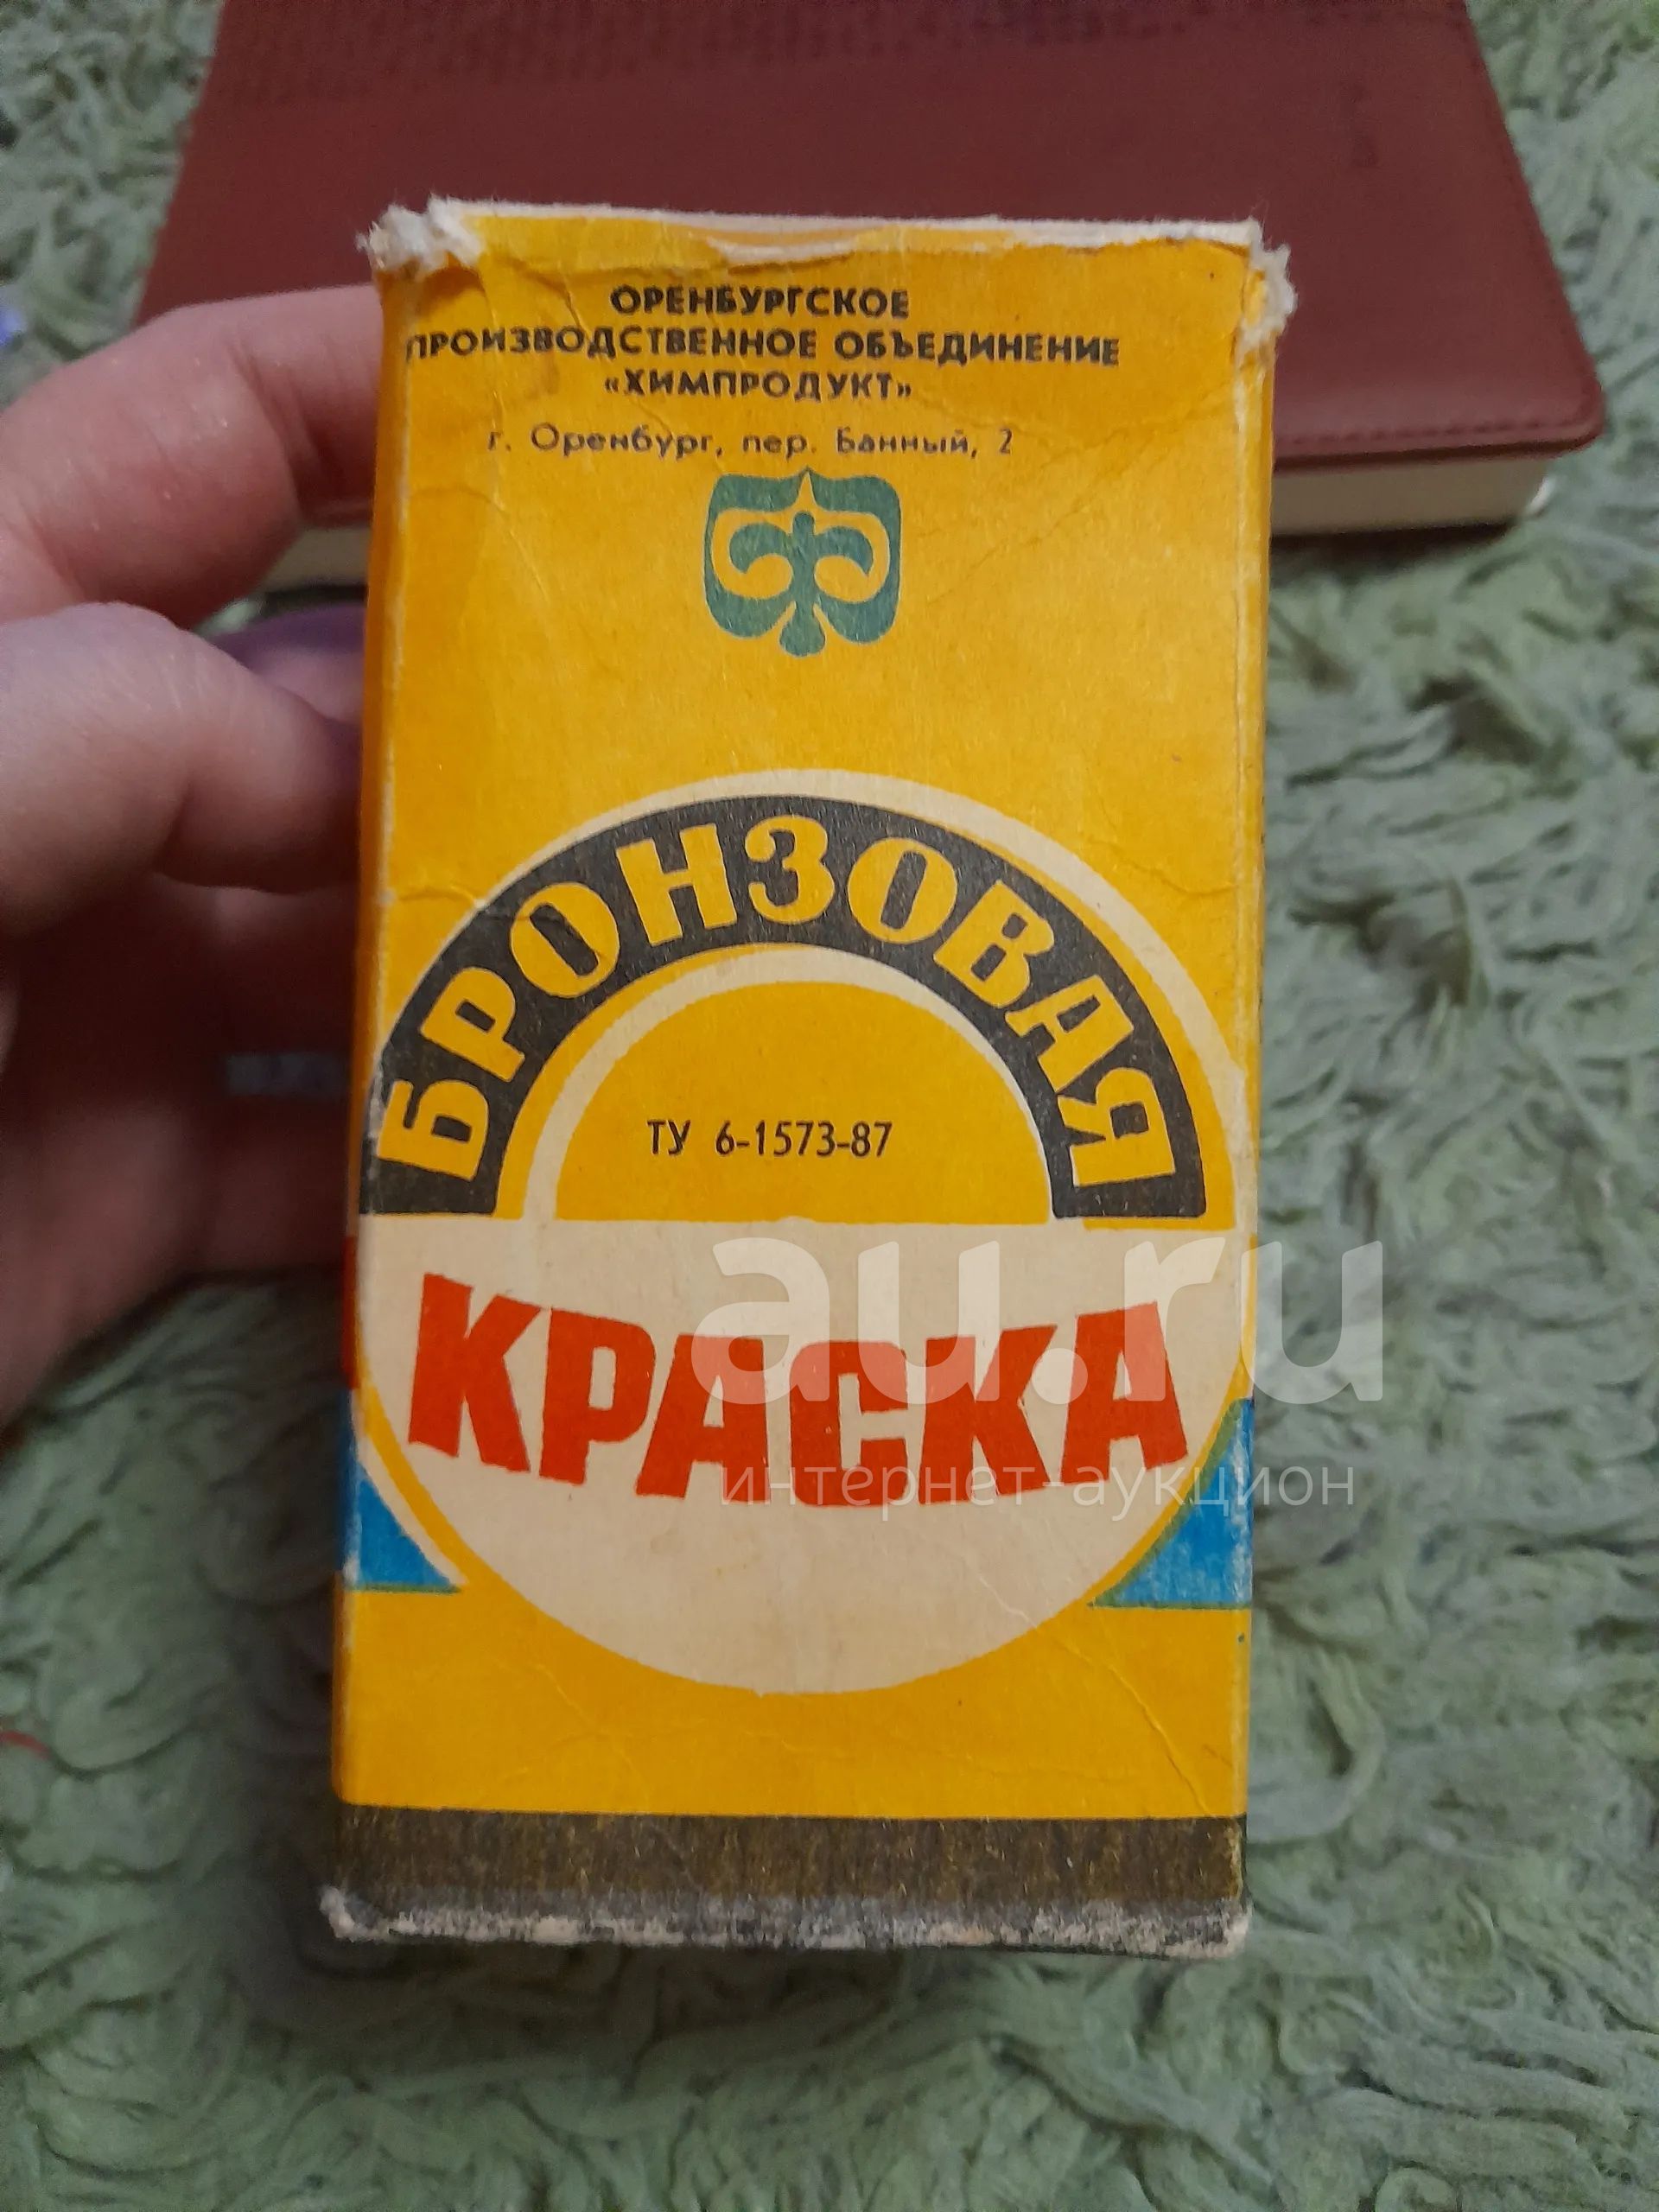 ОРЕНБУРГСКОЕ
ПРОИЗВОДСТВЕННОЕ ОБЪЕДИНЕНИЕ
«ХИМПРОДУКТ»
г. Оренбург, пер. Банный, 2
БРОНЗОВАЯ
ТУ 6-1573-87
КРАСКА
au.ru
интернет-аукцион